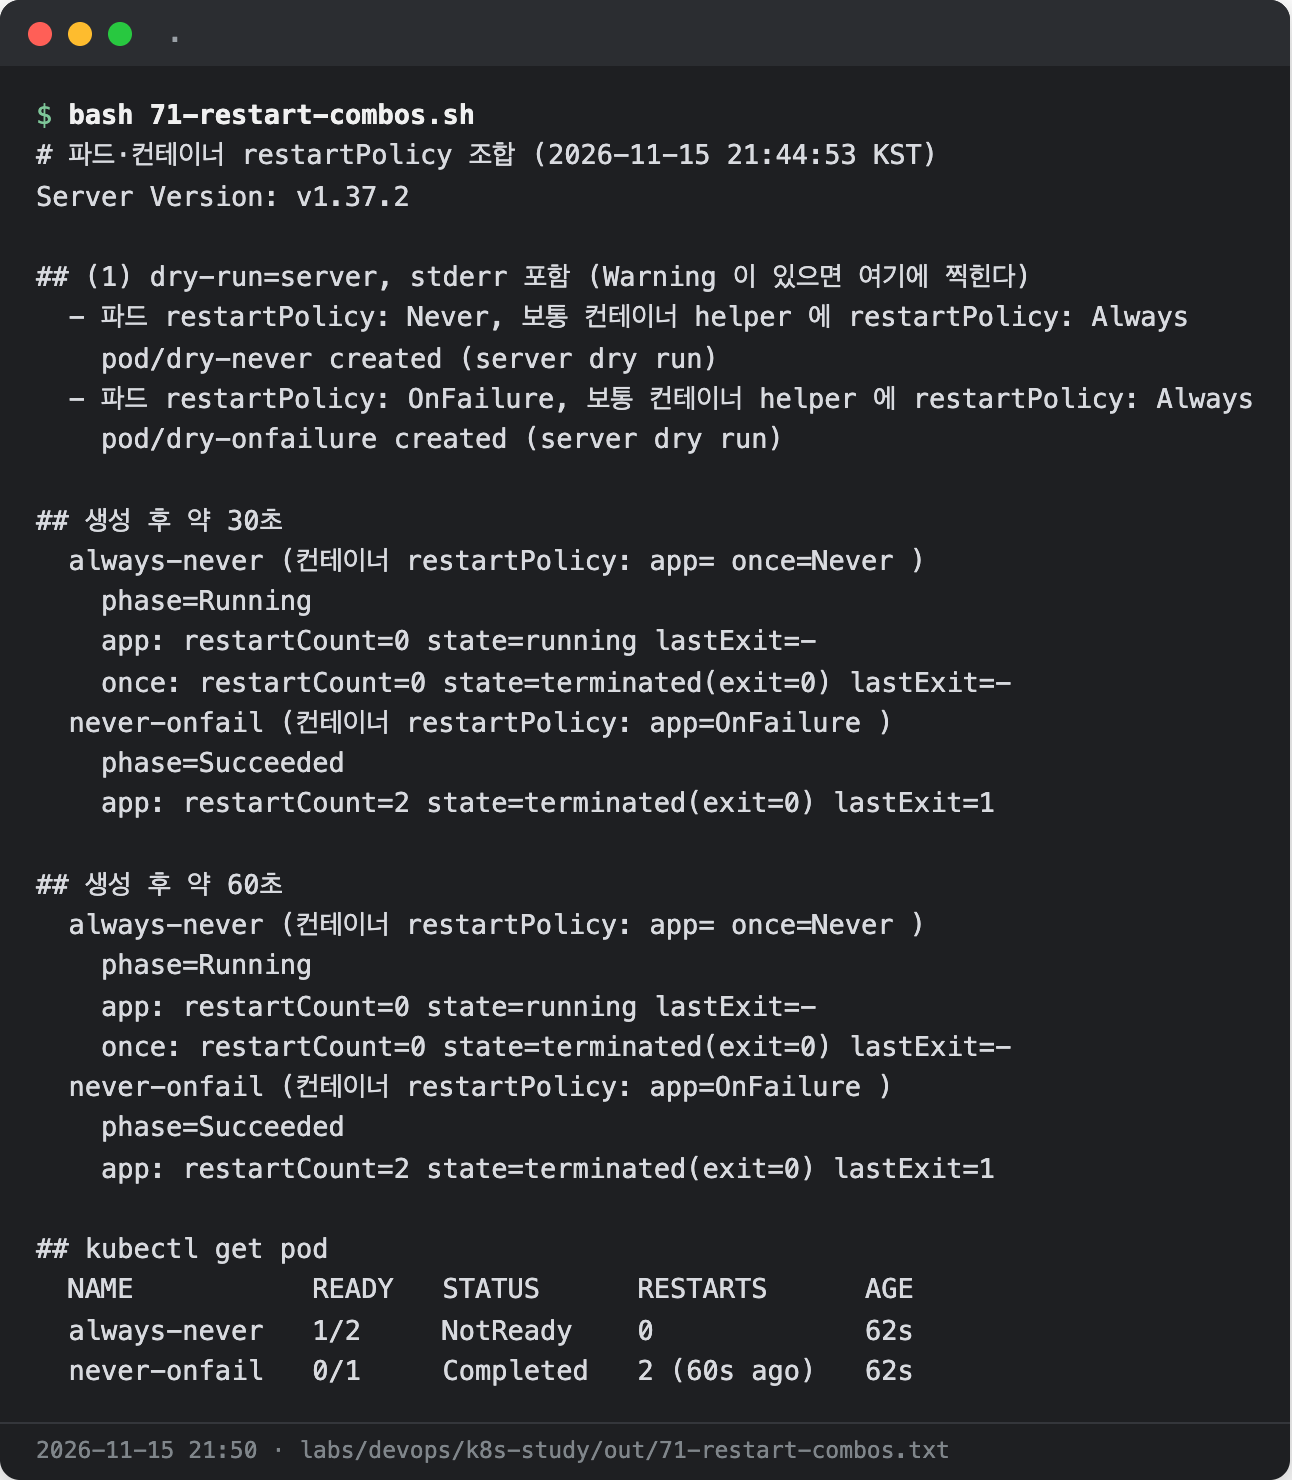 .
$ bash 71-restart-combos.sh
# 파드·컨테이너 restartPolicy 조합 (2026-11-15 21:44:53 KST)
Server Version: v1.37.2

## (1) dry-run=server, stderr 포함 (Warning 이 있으면 여기에 찍힌다)
  - 파드 restartPolicy: Never, 보통 컨테이너 helper 에 restartPolicy: Always
    pod/dry-never created (server dry run)
  - 파드 restartPolicy: OnFailure, 보통 컨테이너 helper 에 restartPolicy: Always
    pod/dry-onfailure created (server dry run)

## 생성 후 약 30초
  always-never (컨테이너 restartPolicy: app= once=Never )
    phase=Running
    app: restartCount=0 state=running lastExit=-
    once: restartCount=0 state=terminated(exit=0) lastExit=-
  never-onfail (컨테이너 restartPolicy: app=OnFailure )
    phase=Succeeded
    app: restartCount=2 state=terminated(exit=0) lastExit=1

## 생성 후 약 60초
  always-never (컨테이너 restartPolicy: app= once=Never )
    phase=Running
    app: restartCount=0 state=running lastExit=-
    once: restartCount=0 state=terminated(exit=0) lastExit=-
  never-onfail (컨테이너 restartPolicy: app=OnFailure )
    phase=Succeeded
    app: restartCount=2 state=terminated(exit=0) lastExit=1

## kubectl get pod
  NAME           READY   STATUS      RESTARTS      AGE
  always-never   1/2     NotReady    0             62s
  never-onfail   0/1     Completed   2 (60s ago)   62s
2026-11-15 21:50 · labs/devops/k8s-study/out/71-restart-combos.txt